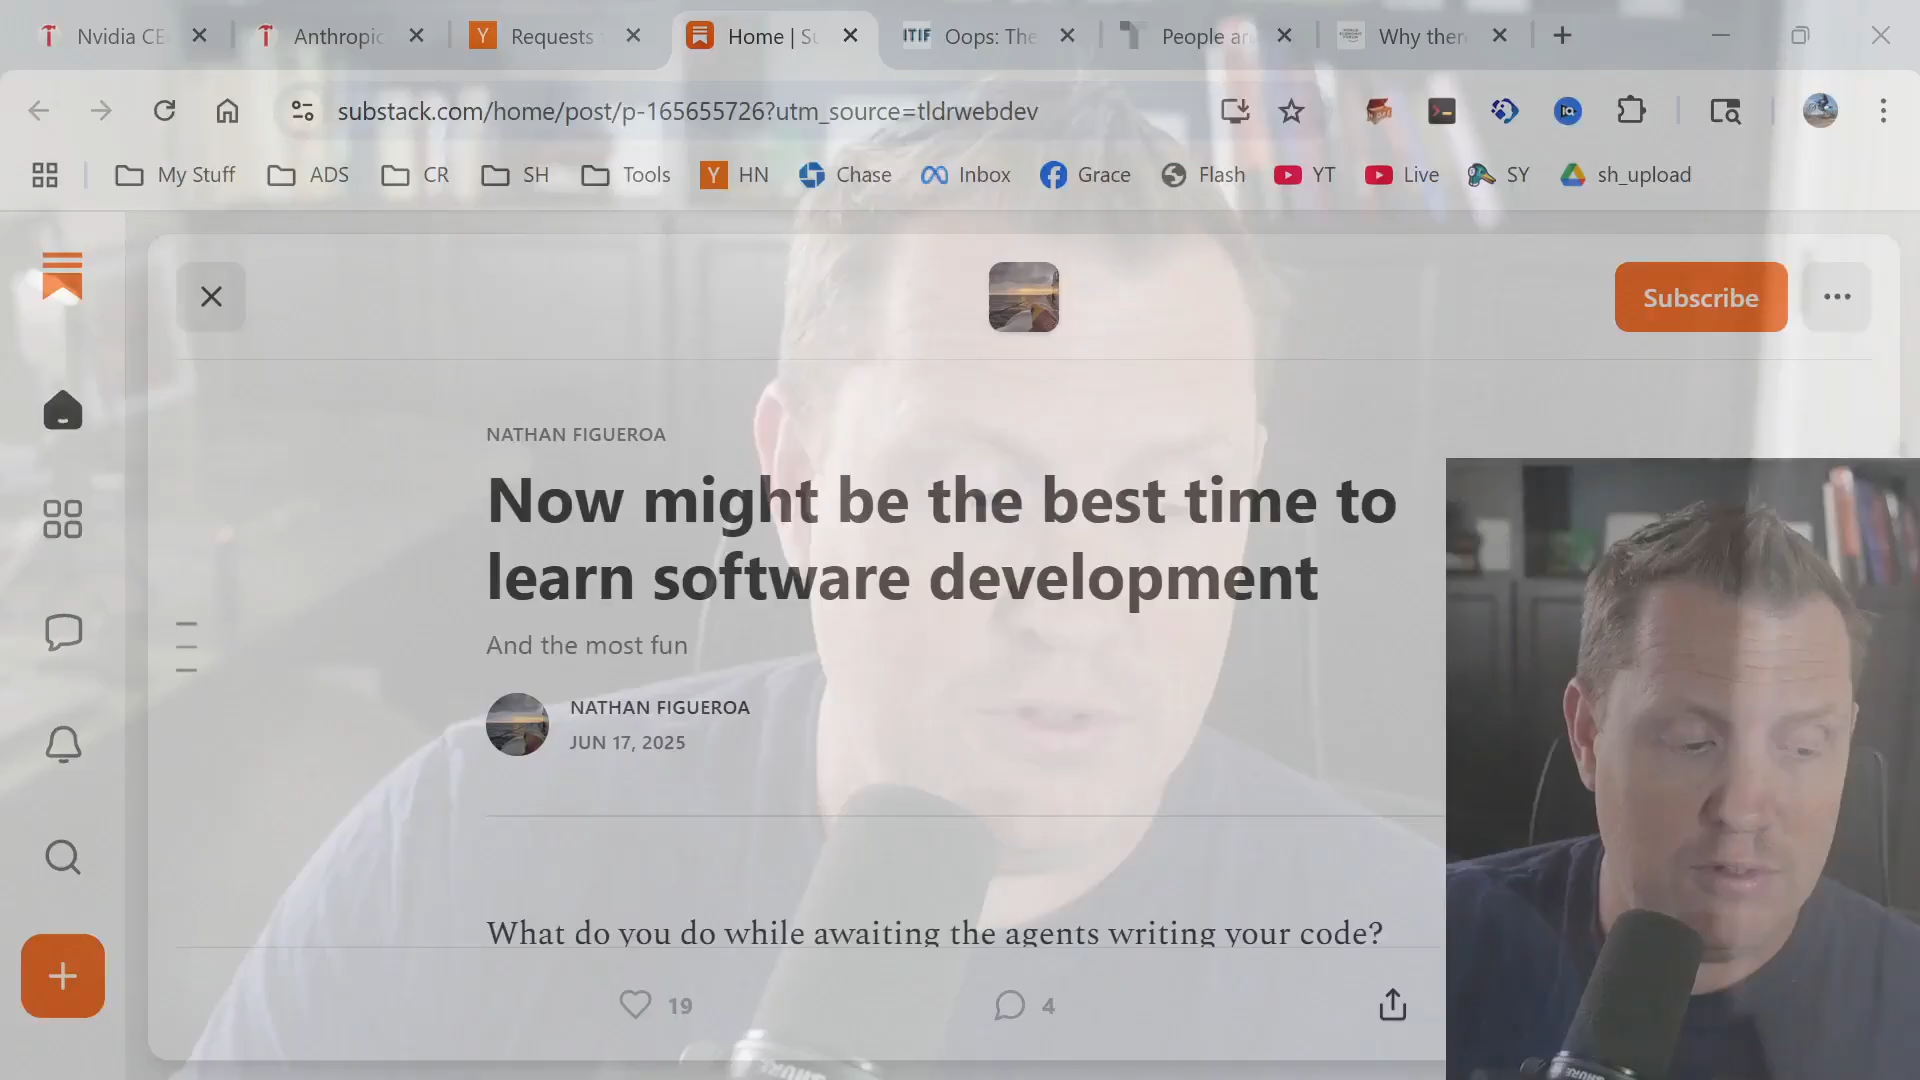 Nvidia CE
Anthropic
Requests
Home | Su
ITIF Oops: The
People ar
Why ther
substack.com/home/post/p-165655726?utm_source=tldrwebdev
My Stuff
ADS
CR
SH
Tools
Y HN
Chase
Inbox
Grace
Flash
YT
Live
SY
sh_upload
Subscribe
NATHAN FIGUEROA
Now might be the best time to
learn software development
And the most fun
NATHAN FIGUEROA
JUN 17, 2025
What do you do while awaiting the agents writing your code?
19
4
SHURE